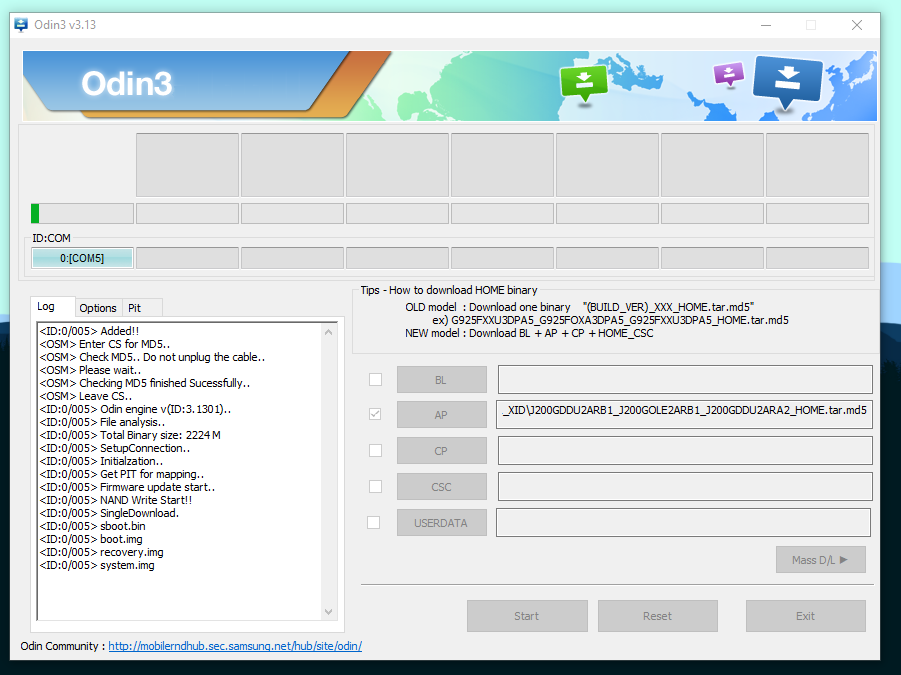 Odin3 v3.13
Odin3
ID:COM
0:[COM5]
Log
Options
Pit
<ID:0/005> Added!!
<OSM> Enter CS for MD5..
<OSM> Check MD5.. Do not unplug the cable..
<OSM> Please wait..
<OSM> Checking MD5 finished Sucessfully..
<OSM> Leave CS..
<ID:0/005> Odin engine v(ID:3.1301)..
<ID:0/005> File analysis..
<ID:0/005> Total Binary size: 2224 M
<ID:0/005> SetupConnection..
<ID:0/005> Initialzation..
<ID:0/005> Get PIT for mapping..
<ID:0/005> Firmware update start..
<ID:0/005> NAND Write Start!!
<ID:0/005> SingleDownload.
<ID:0/005> sboot.bin
<ID:0/005> boot.img
<ID:0/005> recovery.img
<ID:0/005> system.img
Tips - How to download HOME binary
OLD model : Download one binary "(BUILD_VER)_XXX_HOME.tar.md5"
ex) G925FXXU3DPA5_G925FOXA3DPA5_G925FXXU3DPA5_HOME.tar.md5
NEW model : Download BL + AP + CP + HOME_CSC
BL
AP
_XID\J200GDDU2ARB1_J200GOLE2ARB1_J200GDDU2ARA2_HOME.tar.md5
CP
CSC
USERDATA
Mass D/L ▶
Start
Reset
Exit
Odin Community : http://mobilerndhub.sec.samsung.net/hub/site/odin/